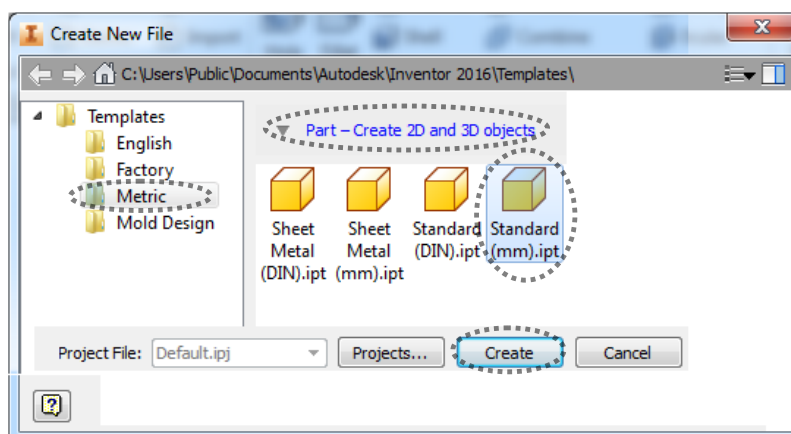 Create New File
C:\Users\Public\Documents\Autodesk\Inventor 2016\Templates\
Templates
English
Factory
Metric
Mold Design
Part – Create 2D and 3D objects
Sheet Metal (DIN).ipt
Sheet Metal (mm).ipt
Standard (DIN).ipt
Standard (mm).ipt
Project File: Default.ipj Projects... Create Cancel